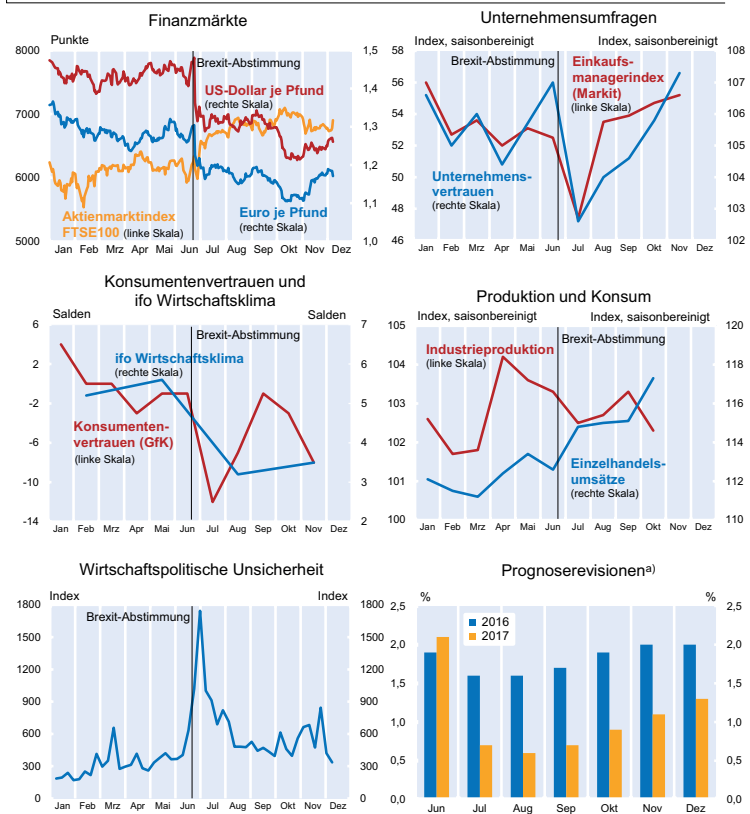 Finanzmärkte
Punkte
8000
7000
6000
5000
1,5
1,4
1,3
1,2
1,1
1,0
Brexit-Abstimmung
US-Dollar je Pfund
(rechte Skala)
Aktienmarktindex
FTSE100 (linke Skala)
Euro je Pfund
(rechte Skala)
Jan Feb Mrz Apr Mai Jun Jul Aug Sep Okt Nov Dez
Unternehmensumfragen
Index, saisonbereinigt Index, saisonbereinigt
58
56
54
52
50
48
46
108
107
106
105
104
103
102
Brexit-Abstimmung
Einkaufs-
managerindex
(Markit)
(linke Skala)
Unternehmens-
vertrauen
(rechte Skala)
Jan Feb Mrz Apr Mai Jun Jul Aug Sep Okt Nov Dez
Konsumentenvertrauen und
ifo Wirtschaftsklima
Salden Salden
6
2
-2
-6
-10
-14
7
6
5
4
3
2
Brexit-Abstimmung
ifo Wirtschaftsklima
(rechte Skala)
Konsumenten-
vertrauen (GfK)
(linke Skala)
Jan Feb Mrz Apr Mai Jun Jul Aug Sep Okt Nov Dez
Produktion und Konsum
Index, saisonbereinigt Index, saisonbereinigt
105
104
103
102
101
100
120
118
116
114
112
110
Brexit-Abstimmung
Industrieproduktion
(linke Skala)
Einzelhandels-
umsätze
(rechte Skala)
Jan Feb Mrz Apr Mai Jun Jul Aug Sep Okt Nov Dez
Wirtschaftspolitische Unsicherheit
Index Index
1800
1500
1200
900
600
300
0
1800
1500
1200
900
600
300
0
Brexit-Abstimmung
Jan Feb Mrz Apr Mai Jun Jul Aug Sep Okt Nov Dez
Prognoserevisionen a)
% %
2,5
2,0
1,5
1,0
0,5
0,0
2,5
2,0
1,5
1,0
0,5
0,0
2016
2017
Jun Jul Aug Sep Okt Nov Dez